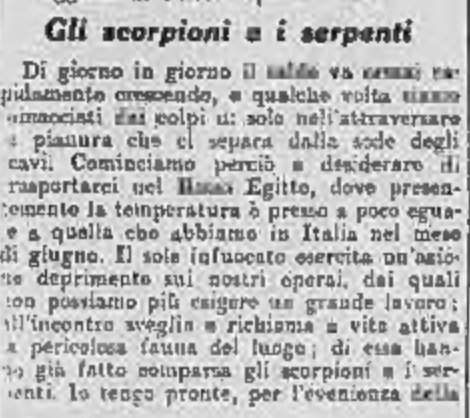 Gli scorpioni e i serpenti
Di giorno in giorno il caldo va ormai ra-
pidamente crescendo, e qualche volta siamo
minacciati dai colpi di sole nell'attraversare
a pianura che ci separa dalla sede degli
cavi. Cominciamo perciò a desiderare di
trasportarci nel Basso Egitto, dove presen-
temente la temperatura è presso a poco egua-
e a quella che abbiamo in Italia nel mese
di giugno. Il sole infuocato esercita un'azio-
ne deprimente sui nostri operai, dai quali
non possiamo più esigere un grande lavoro;
all'incontro sveglia e richiama a vita attiva
a pericolosa fauna del luogo; di essa han-
no già fatto comparsa gli scorpioni e i ser-
penti. Io tengo pronte, per l'evenienza della